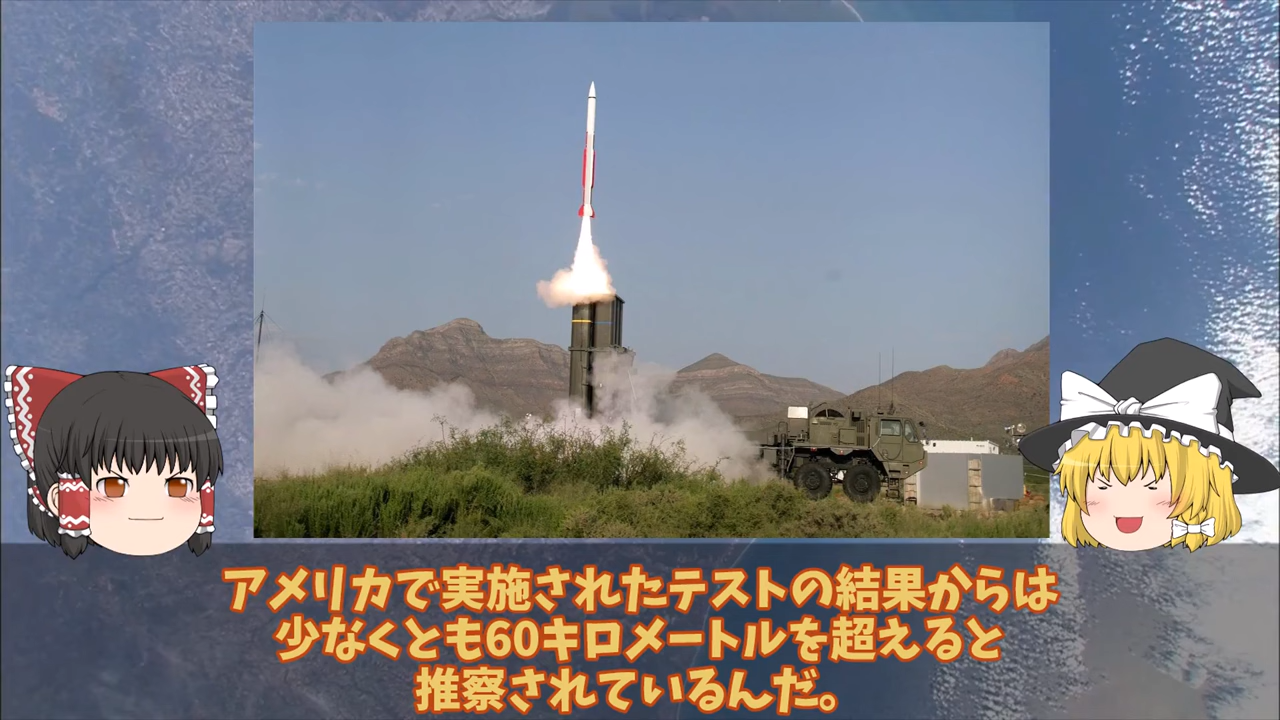 アメリカで実施されたテストの結果からは
少なくとも60キロメートルを超えると
推察されているんだ。